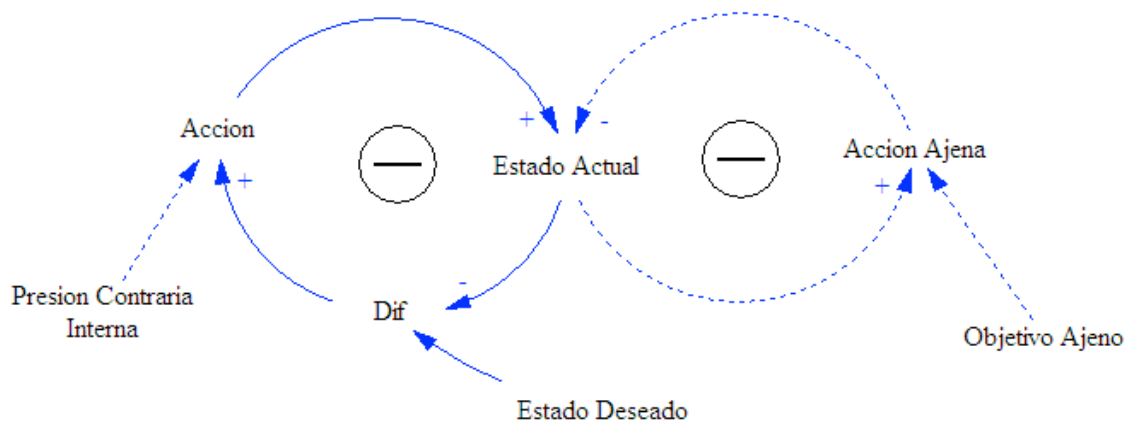 +
-
Accion
Estado Actual
Accion Ajena
+
+
Presion Contraria
Interna
-
Dif
Objetivo Ajeno
Estado Deseado